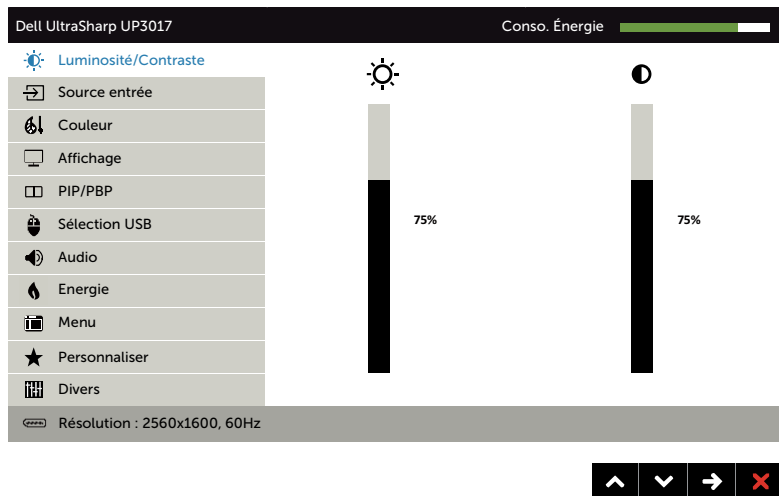 Dell UltraSharp UP3017 Conso. Énergie
Luminosité/Contraste
Source entrée
Couleur
Affichage
PIP/PBP
Sélection USB
Audio
Energie
Menu
Personnaliser
Divers
75% 75%
Résolution : 2560x1600, 60Hz